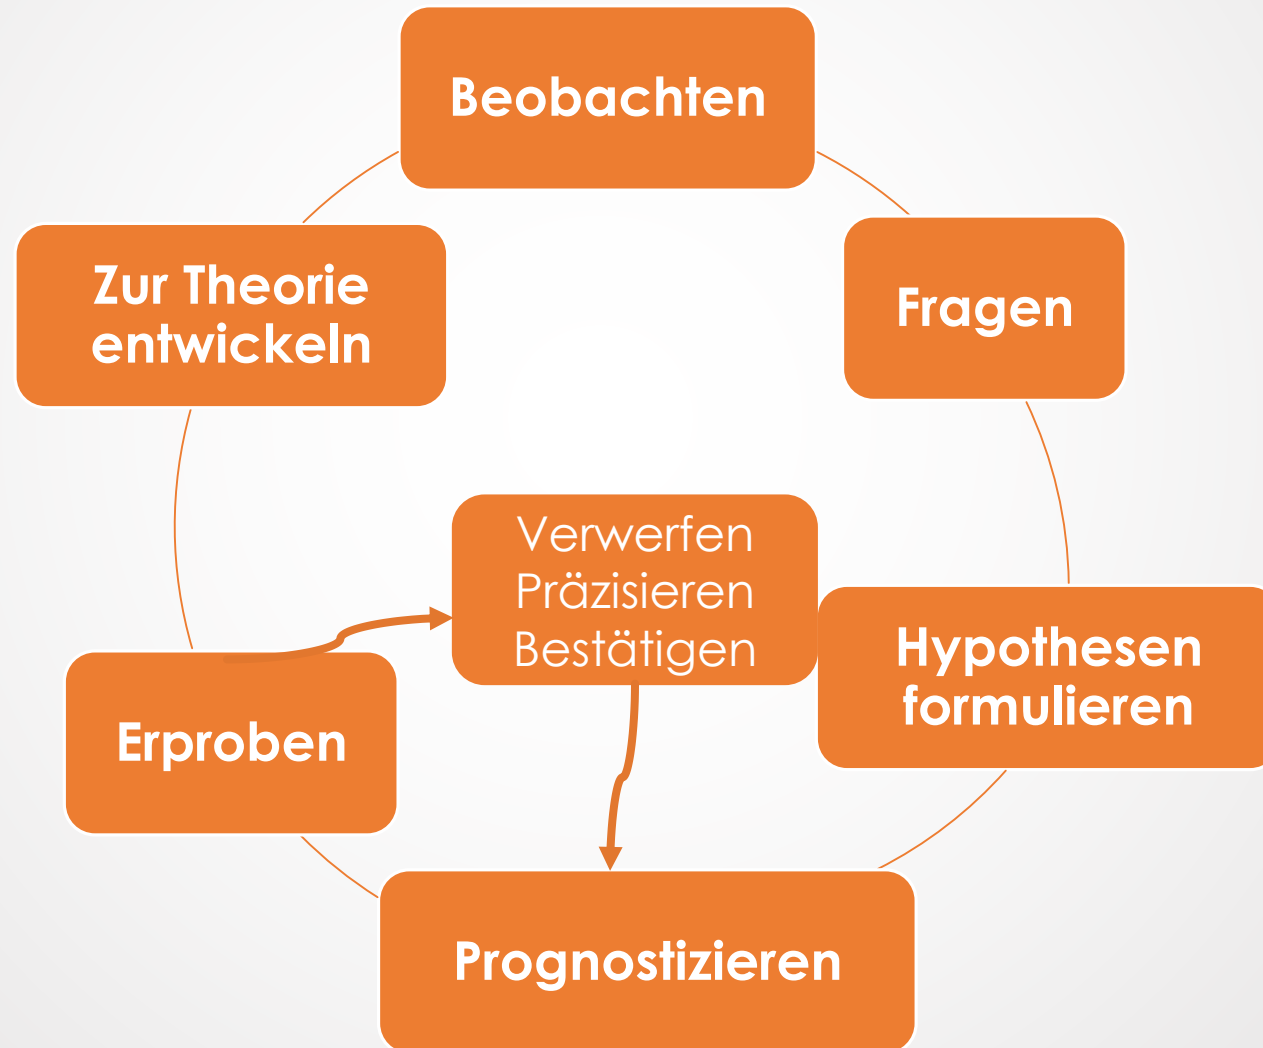 Beobachten
Fragen
Hypothesen
formulieren
Prognostizieren
Erproben
Zur Theorie
entwickeln
Verwerfen
Präzisieren
Bestätigen